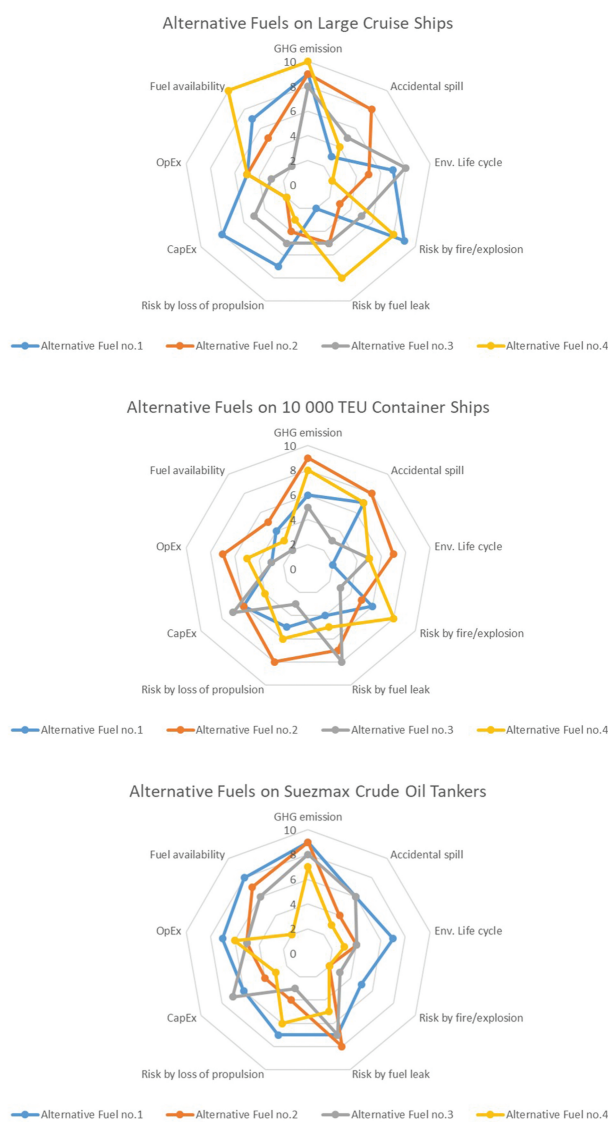 Alternative Fuels on Large Cruise Ships
GHG emission
10
Fuel availability
Accidental spill
8
6
4
OpEx
2
Env. Life cycle
0
CapEx
Risk by fire/explosion
Risk by loss of propulsion
Risk by fuel leak
Alternative Fuel no.1 Alternative Fuel no.2 Alternative Fuel no.3 Alternative Fuel no.4
Alternative Fuels on 10 000 TEU Container Ships
GHG emission
10
Fuel availability
Accidental spill
8
6
4
OpEx
2
Env. Life cycle
0
CapEx
Risk by fire/explosion
Risk by loss of propulsion
Risk by fuel leak
Alternative Fuel no.1 Alternative Fuel no.2 Alternative Fuel no.3 Alternative Fuel no.4
Alternative Fuels on Suezmax Crude Oil Tankers
GHG emission
10
Fuel availability
Accidental spill
8
6
4
OpEx
2
Env. Life cycle
0
CapEx
Risk by fire/explosion
Risk by loss of propulsion
Risk by fuel leak
Alternative Fuel no.1 Alternative Fuel no.2 Alternative Fuel no.3 Alternative Fuel no.4